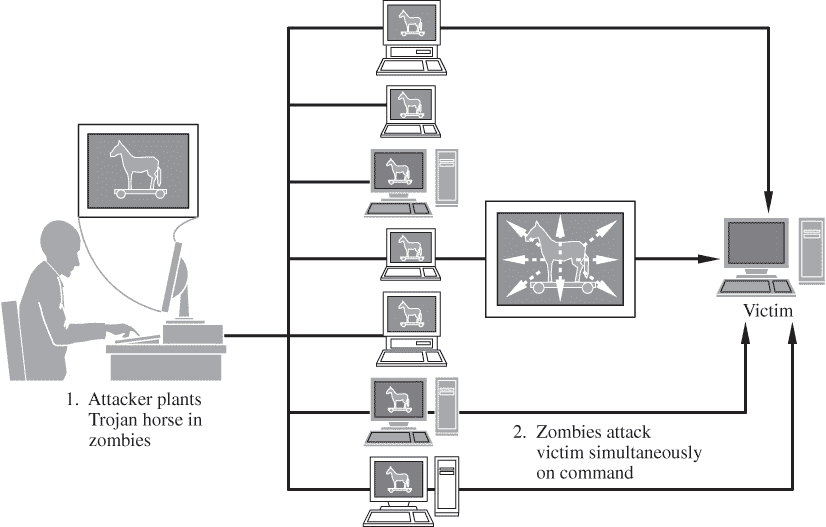 Victim
1. Attacker plants
Trojan horse in
zombies
2. Zombies attack
victim simultaneously
on command